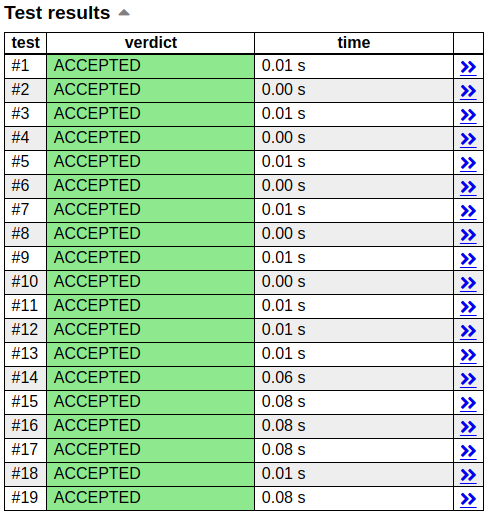 Test results
test verdict time
#1 ACCEPTED 0.01 s
#2 ACCEPTED 0.00 s
#3 ACCEPTED 0.01 s
#4 ACCEPTED 0.00 s
#5 ACCEPTED 0.01 s
#6 ACCEPTED 0.00 s
#7 ACCEPTED 0.01 s
#8 ACCEPTED 0.00 s
#9 ACCEPTED 0.01 s
#10 ACCEPTED 0.00 s
#11 ACCEPTED 0.01 s
#12 ACCEPTED 0.01 s
#13 ACCEPTED 0.01 s
#14 ACCEPTED 0.06 s
#15 ACCEPTED 0.08 s
#16 ACCEPTED 0.08 s
#17 ACCEPTED 0.08 s
#18 ACCEPTED 0.01 s
#19 ACCEPTED 0.08 s